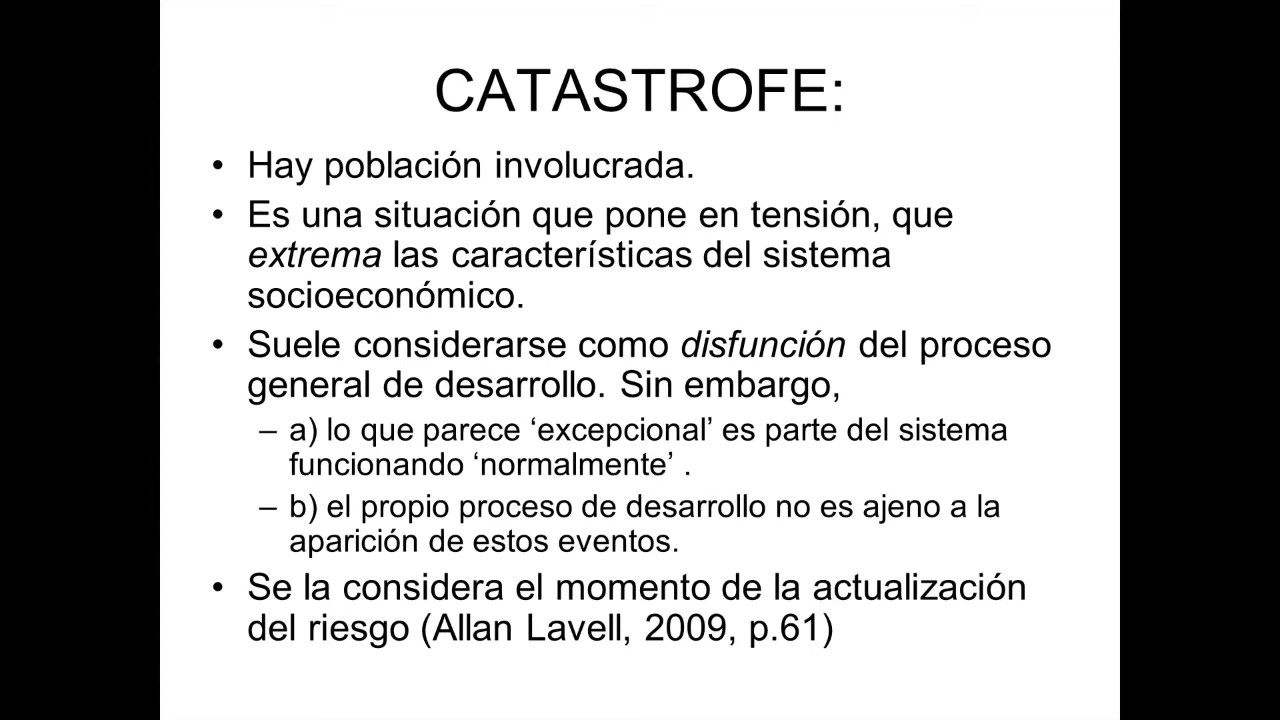 CATASTROFE:
• Hay población involucrada.
• Es una situación que pone en tensión, que
extrema las características del sistema
socioeconómico.
• Suele considerarse como disfunción del proceso
general de desarrollo. Sin embargo,
– a) lo que parece ‘excepcional’ es parte del sistema
funcionando ‘normalmente’ .
– b) el propio proceso de desarrollo no es ajeno a la
aparición de estos eventos.
• Se la considera el momento de la actualización
del riesgo (Allan Lavell, 2009, p.61)